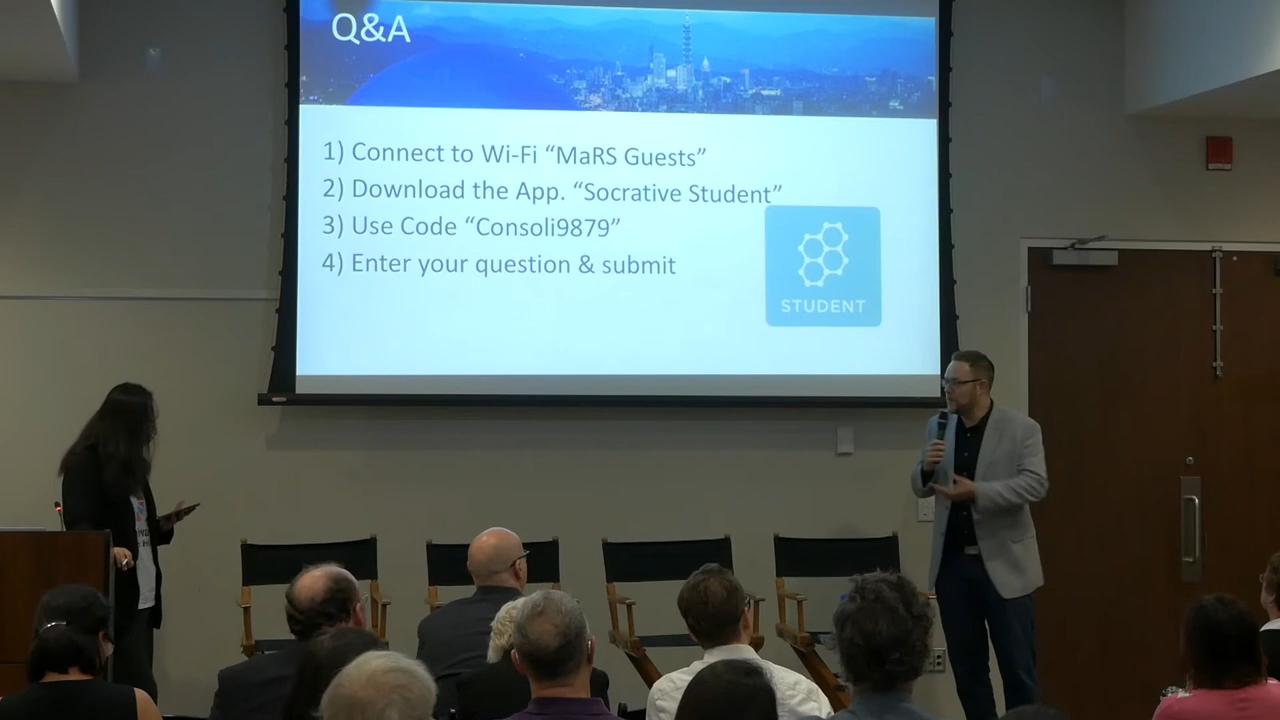 Q&A
1) Connect to Wi-Fi “MaRS Guests”
2) Download the App. “Socrative Student”
3) Use Code “Consoli9879”
4) Enter your question & submit
STUDENT